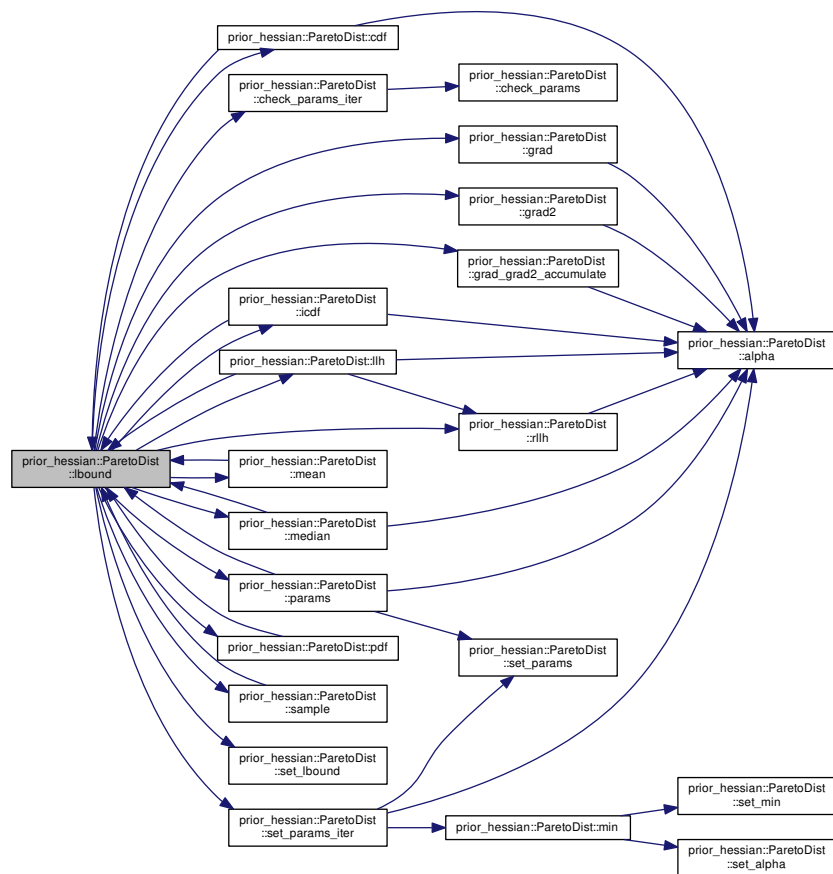 prior_hessian::ParetoDist::cdf
prior_hessian::ParetoDist
::check_params_iter
prior_hessian::ParetoDist
::check_params
prior_hessian::ParetoDist
::grad
prior_hessian::ParetoDist
::grad2
prior_hessian::ParetoDist
::grad_grad2_accumulate
prior_hessian::ParetoDist
::icdf
prior_hessian::ParetoDist
::alpha
prior_hessian::ParetoDist::llh
prior_hessian::ParetoDist
::rllh
prior_hessian::ParetoDist
::lbound
prior_hessian::ParetoDist
::mean
prior_hessian::ParetoDist
::median
prior_hessian::ParetoDist
::params
prior_hessian::ParetoDist::pdf
prior_hessian::ParetoDist
::set_params
prior_hessian::ParetoDist
::sample
prior_hessian::ParetoDist
::set_lbound
prior_hessian::ParetoDist
::set_params_iter
prior_hessian::ParetoDist::min
prior_hessian::ParetoDist
::set_min
prior_hessian::ParetoDist
::set_alpha